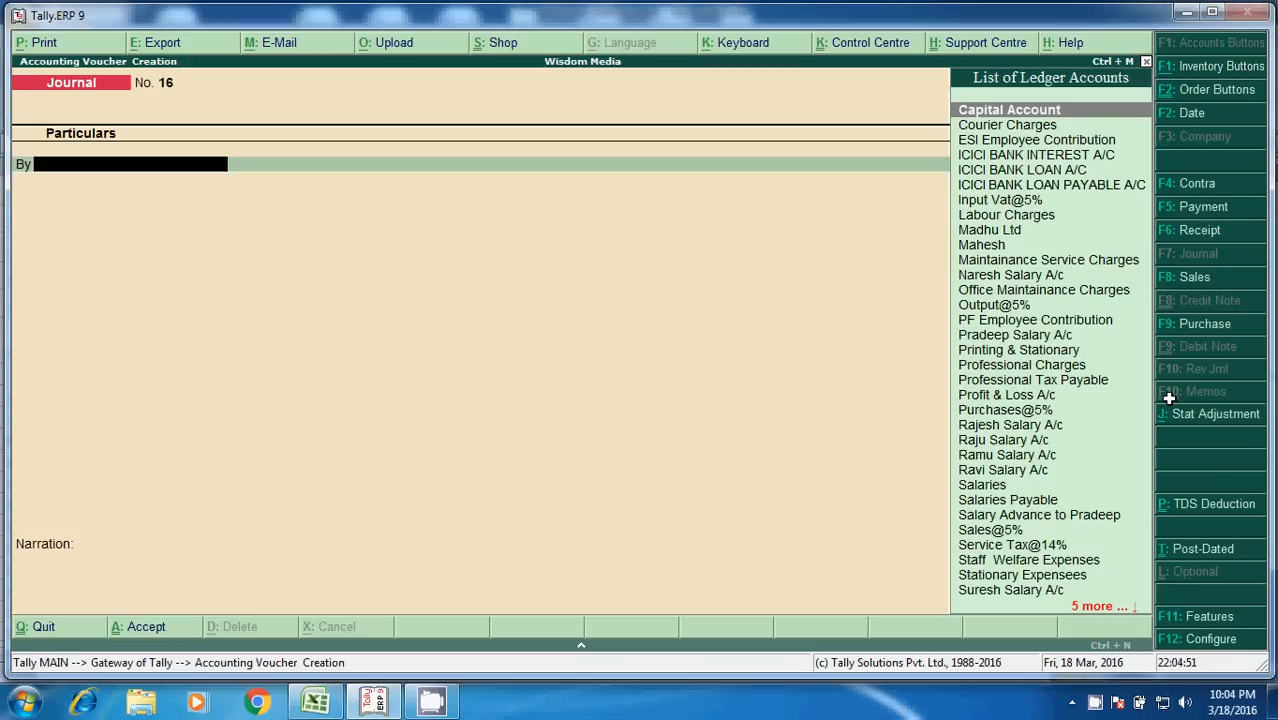 Tally.ERP 9
P: Print E: Export M: E-Mail O: Upload S: Shop G: Language K: Keyboard K: Control Centre H: Support Centre H: Help
Accounting Voucher Creation Wisdom Media Ctrl + M
Journal No. 16
Particulars
By
Narration:
List of Ledger Accounts
Capital Account
Courier Charges
ESI Employee Contribution
ICICI BANK INTEREST A/C
ICICI BANK LOAN A/C
ICICI BANK LOAN PAYABLE A/C
Input Vat@5%
Labour Charges
Madhu Ltd
Mahesh
Maintainance Service Charges
Naresh Salary A/c
Office Maintainance Charges
Output@5%
PF Employee Contribution
Pradeep Salary A/c
Printing & Stationary
Professional Charges
Professional Tax Payable
Profit & Loss A/c
Purchases@5%
Rajesh Salary A/c
Raju Salary A/c
Ramu Salary A/c
Ravi Salary A/c
Salaries
Salaries Payable
Salary Advance to Pradeep
Sales@5%
Service Tax@14%
Staff Welfare Expenses
Stationary Expensees
Suresh Salary A/c
5 more ... ↓
F1: Accounts Buttons
F1: Inventory Buttons
F2: Order Buttons
F2: Date
F3: Company
F4: Contra
F5: Payment
F6: Receipt
F7: Journal
F8: Sales
F8: Credit Note
F9: Purchase
F9: Debit Note
F10: Rev Jrnl
F10: Memos
J: Stat Adjustment
P: TDS Deduction
T: Post-Dated
L: Optional
F11: Features
F12: Configure
Q: Quit A: Accept D: Delete X: Cancel
Ctrl + N
Tally MAIN --> Gateway of Tally --> Accounting Voucher Creation (c) Tally Solutions Pvt. Ltd., 1988-2016 Fri, 18 Mar, 2016 22:04:51
10:04 PM
3/18/2016